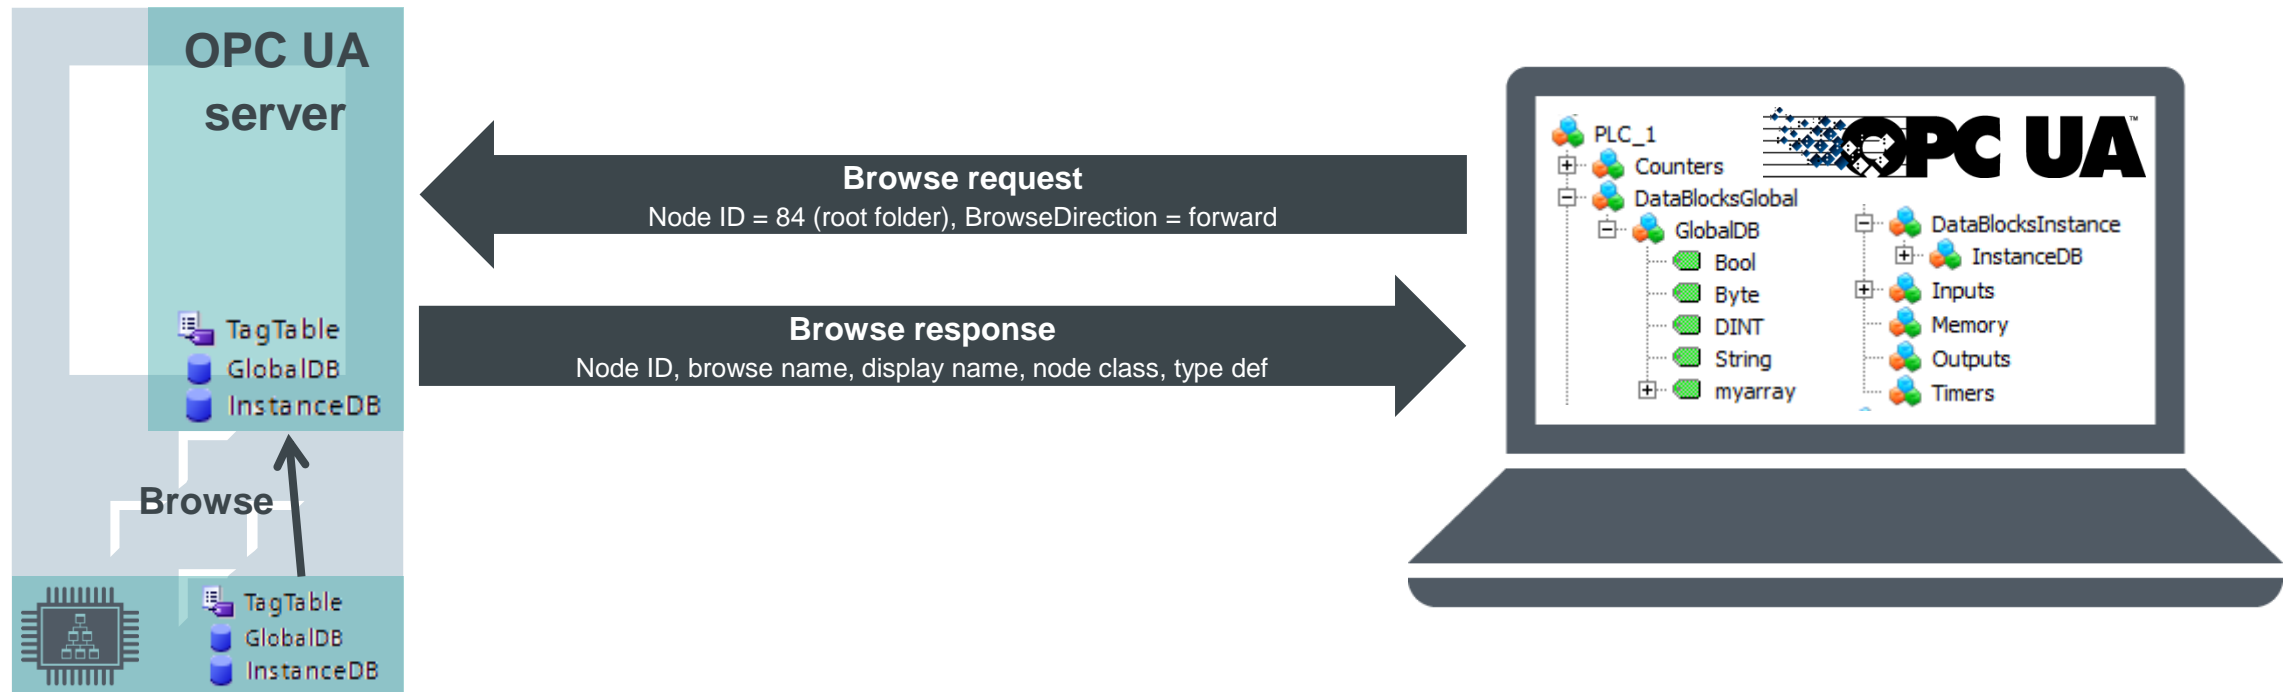 OPC UA
server
TagTable
GlobalDB
InstanceDB
Browse
TagTable
GlobalDB
InstanceDB
Browse request
Node ID = 84 (root folder), BrowseDirection = forward
Browse response
Node ID, browse name, display name, node class, type def
PLC_1
Counters
DataBlocksGlobal
GlobalDB
Bool
Byte
DINT
String
myarray
OPC UA™
DataBlocksInstance
InstanceDB
Inputs
Memory
Outputs
Timers